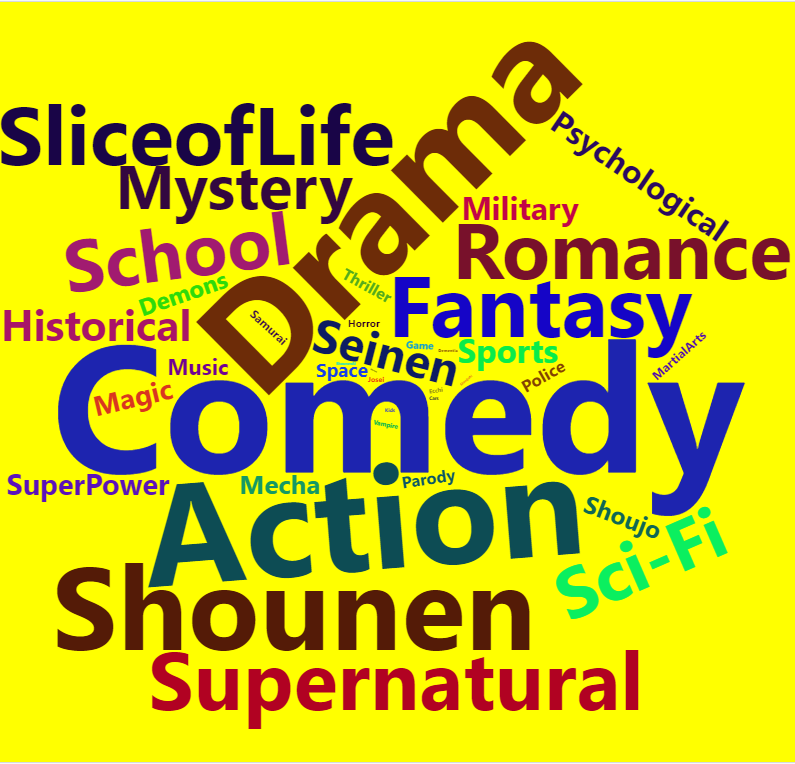 Drama
SliceofLife
Psychological
Mystery
Military
School
Romance
Demons
Thriller
Fantasy
Historical
Samurai
Horror
Seinen
Game
Dementia
Sports
MartialArts
Comedy
Music
Space
Josei
Police
Magic
Ecchi
Cars
Kids
Vampire
SuperPower
Mecha
Parody
Action
Shoujo
Sci-Fi
Shounen
Supernatural